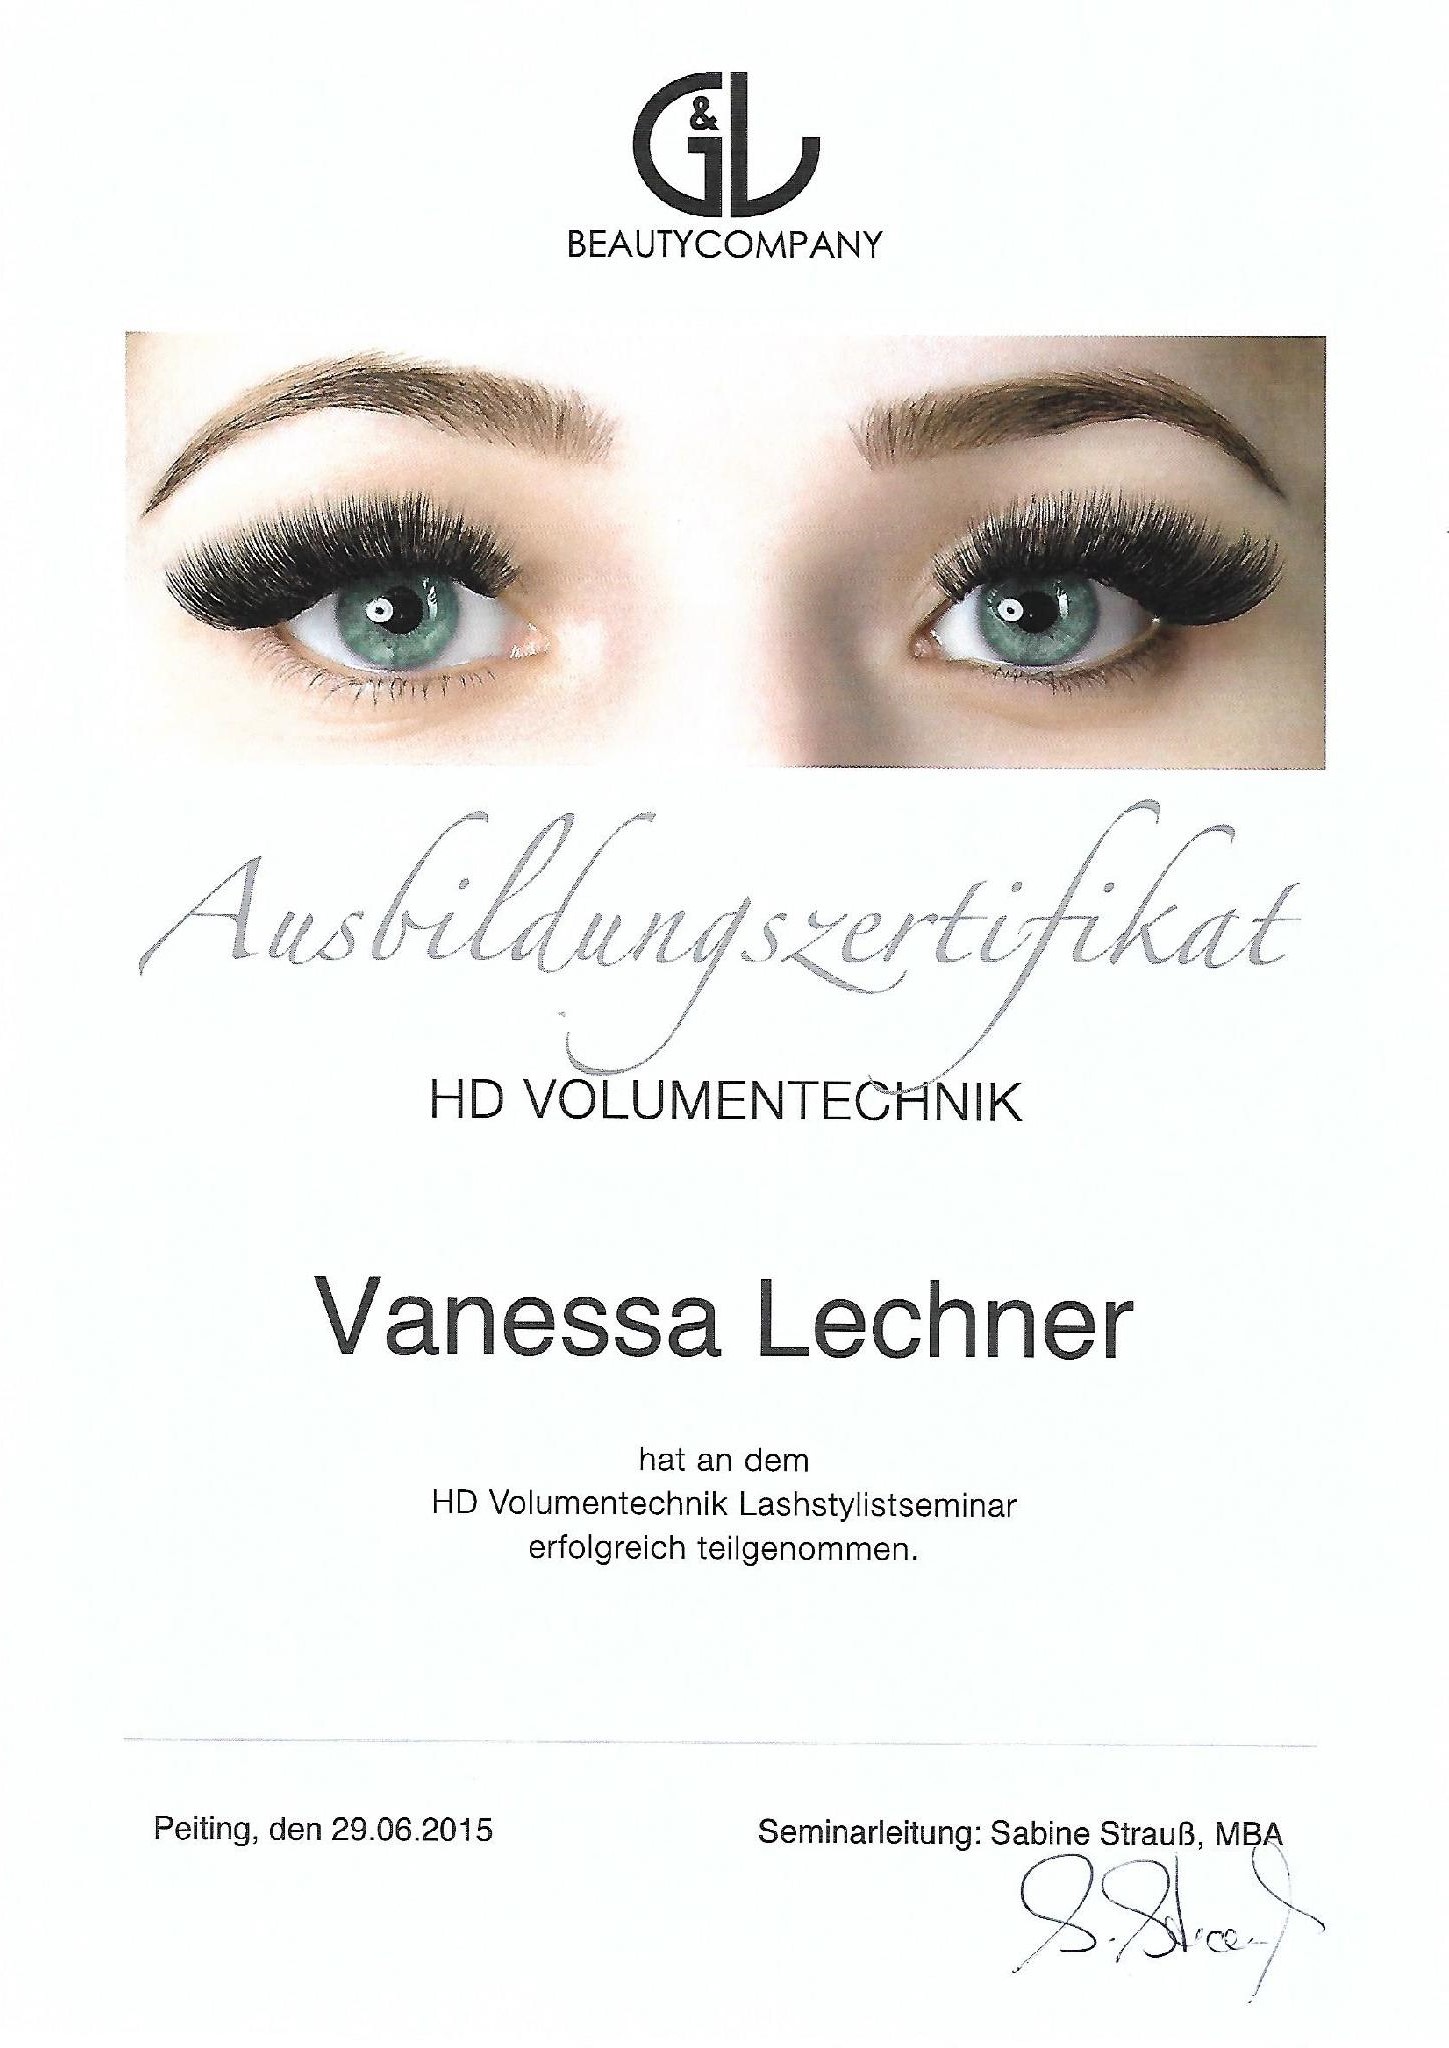 G&L
BEAUTYCOMPANY
Ausbildungszertifikat
HD VOLUMENTECHNIK
Vanessa Lechner
hat an dem
HD Volumentechnik Lashstylistseminar
erfolgreich teilgenommen.
Peiting, den 29.06.2015
Seminarleitung: Sabine Strauß, MBA
S. Strauß